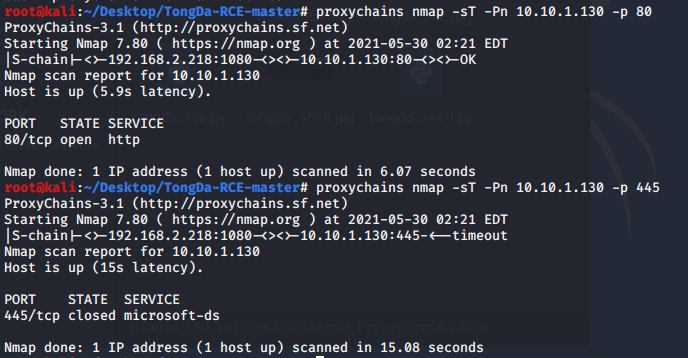 root@kali:~/Desktop/TongDa-RCE-master# proxychains nmap -sT -Pn 10.10.1.130 -p 80
ProxyChains-3.1 (http://proxychains.sf.net)
Starting Nmap 7.80 ( https://nmap.org ) at 2021-05-30 02:21 EDT
|S-chain|-<>-192.168.2.218:1080-<><>-10.10.1.130:80-<><>-OK
Nmap scan report for 10.10.1.130
Host is up (5.9s latency).
tongda_shell.jpg tongda_shell.py
PORT STATE SERVICE
80/tcp open http
Nmap done: 1 IP address (1 host up) scanned in 6.07 seconds
root@kali:~/Desktop/TongDa-RCE-master# proxychains nmap -sT -Pn 10.10.1.130 -p 445
ProxyChains-3.1 (http://proxychains.sf.net)
Starting Nmap 7.80 ( https://nmap.org ) at 2021-05-30 02:21 EDT
|S-chain|-<>-192.168.2.218:1080-<><>-10.10.1.130:445-<--timeout
Nmap scan report for 10.10.1.130
Host is up (15s latency).
PORT STATE SERVICE
445/tcp closed microsoft-ds
Nmap done: 1 IP address (1 host up) scanned in 15.08 seconds